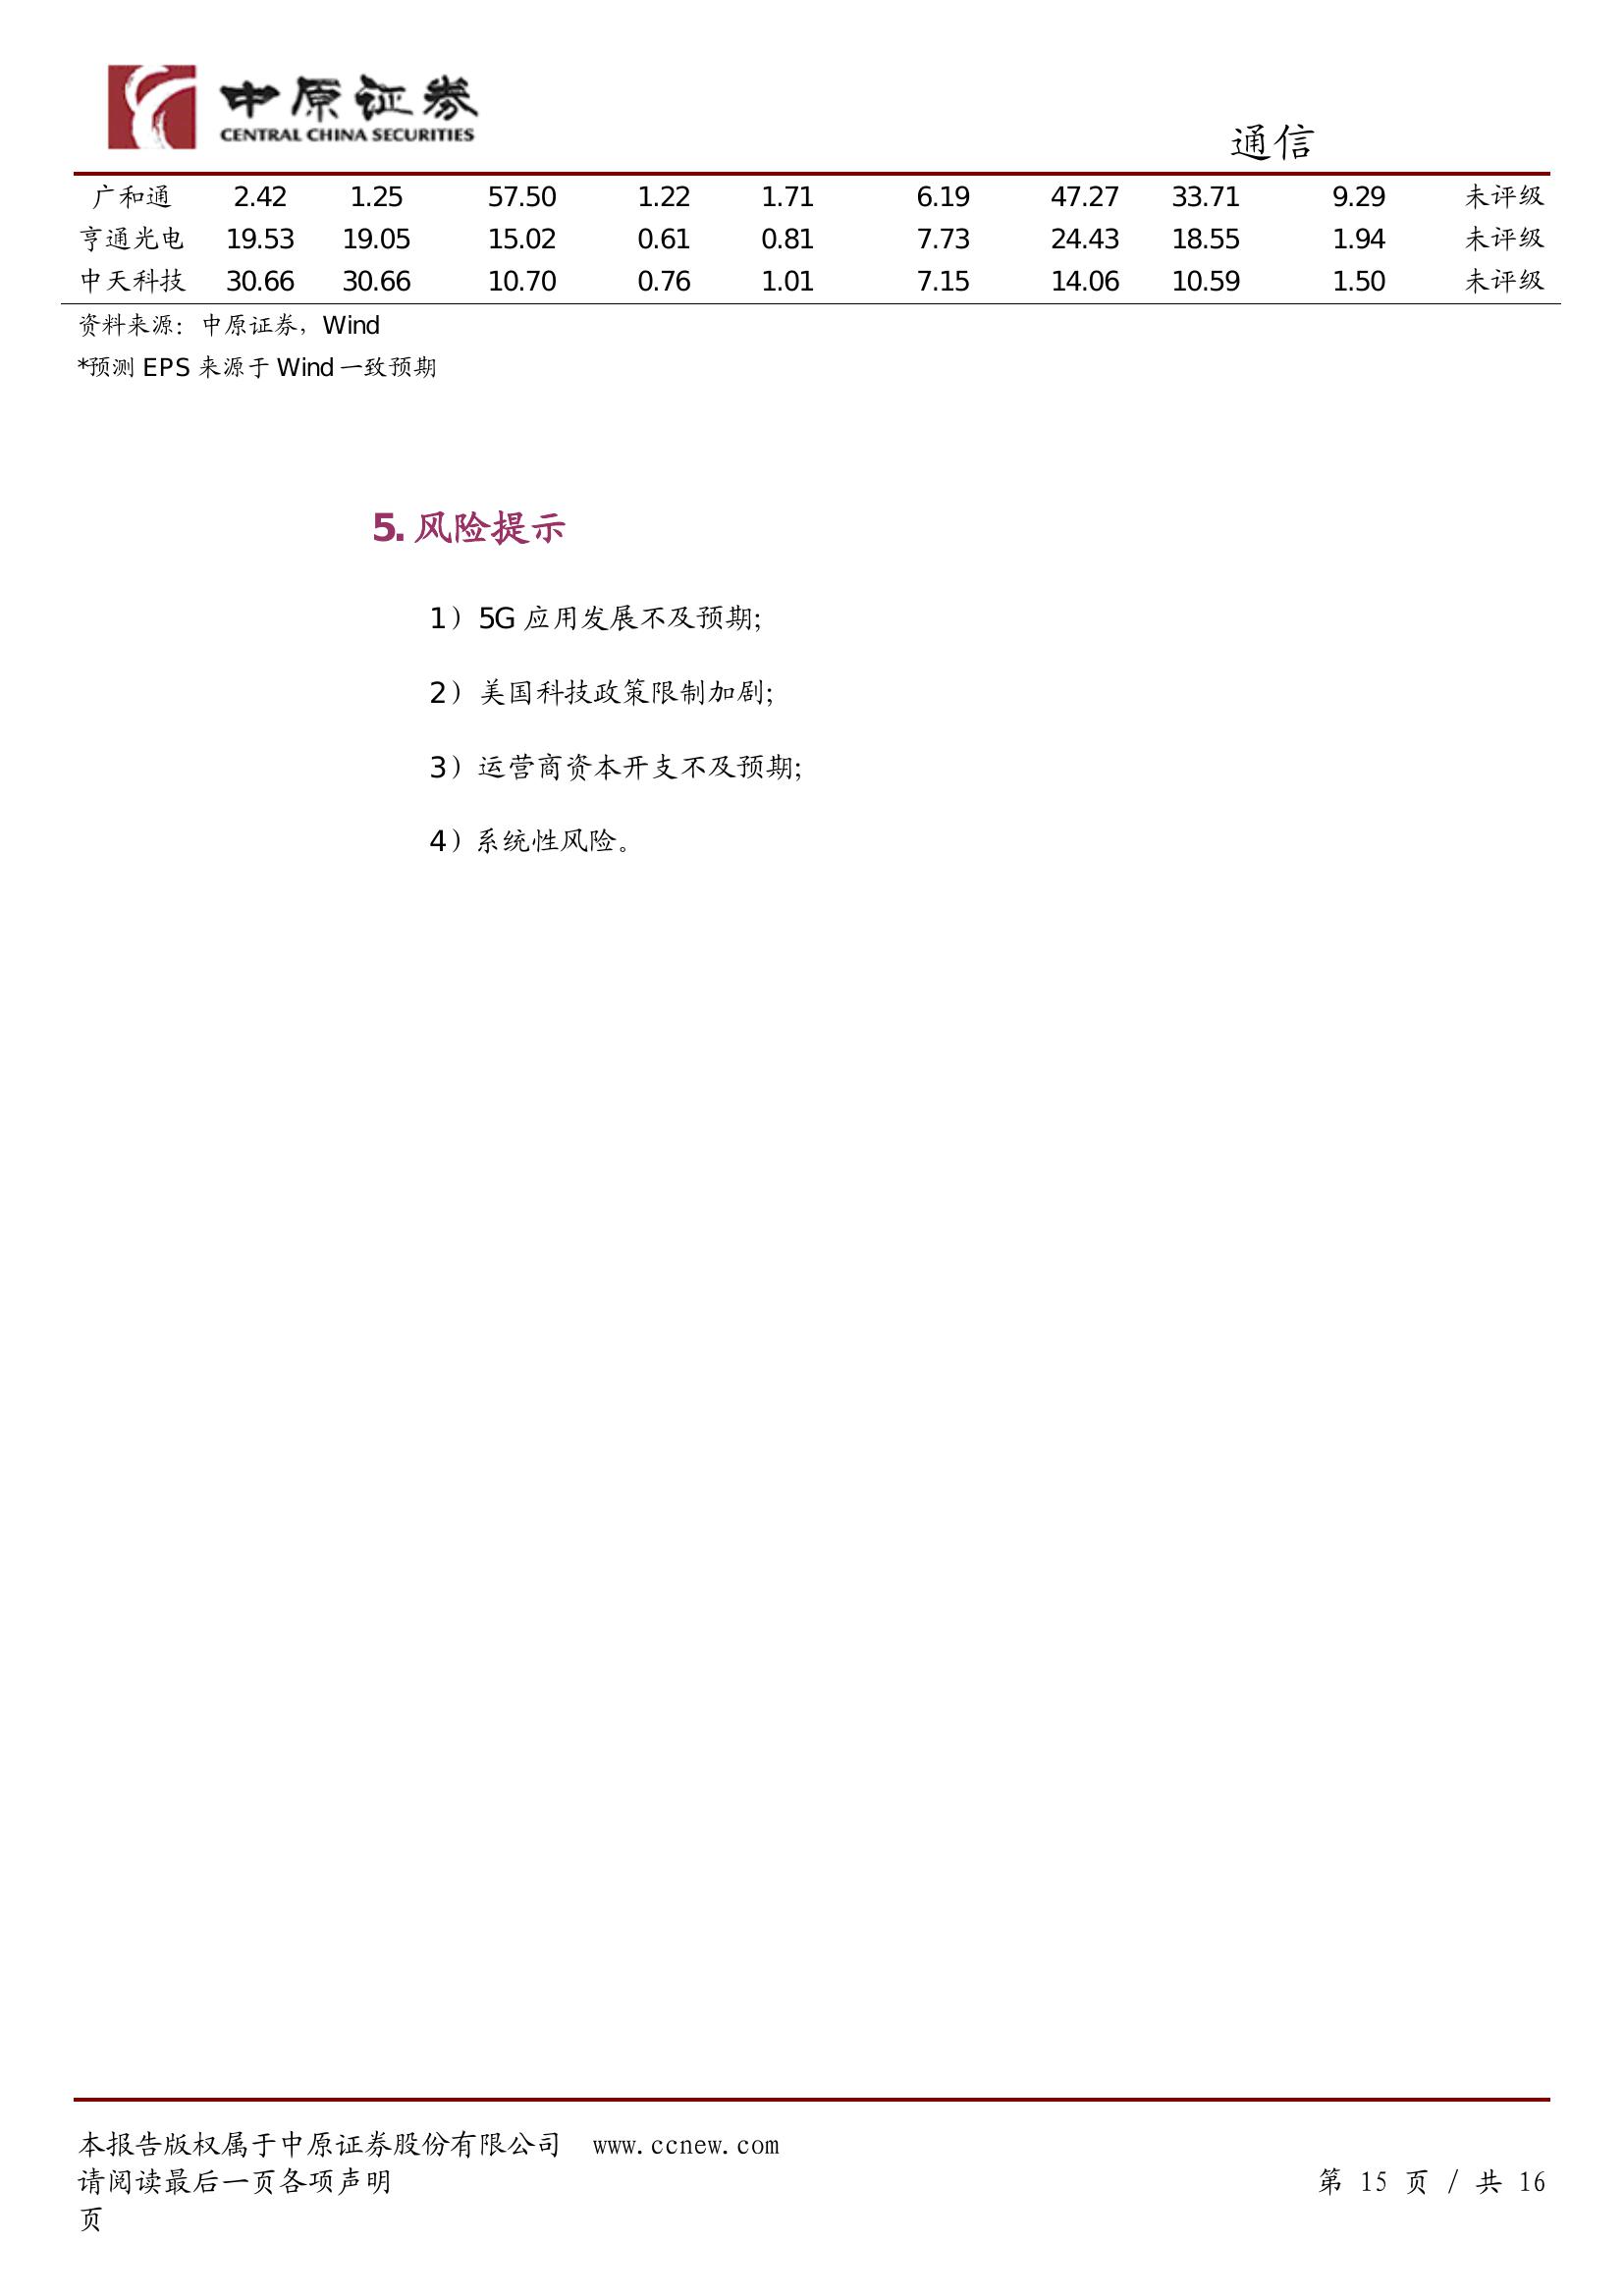 中原证券
CENTRAL CHINA SECURITIES
通信
广和通 2.42 1.25 57.50 1.22 1.71 6.19 47.27 33.71 9.29 未评级
亨通光电 19.53 19.05 15.02 0.61 0.81 7.73 24.43 18.55 1.94 未评级
中天科技 30.66 30.66 10.70 0.76 1.01 7.15 14.06 10.59 1.50 未评级
资料来源：中原证券，Wind
*预测 EPS 来源于 Wind 一致预期
5. 风险提示
1）5G 应用发展不及预期；
2）美国科技政策限制加剧；
3）运营商资本开支不及预期；
4）系统性风险。
本报告版权属于中原证券股份有限公司 www.ccnew.com
请阅读最后一页各项声明 第 15 页 / 共 16
页